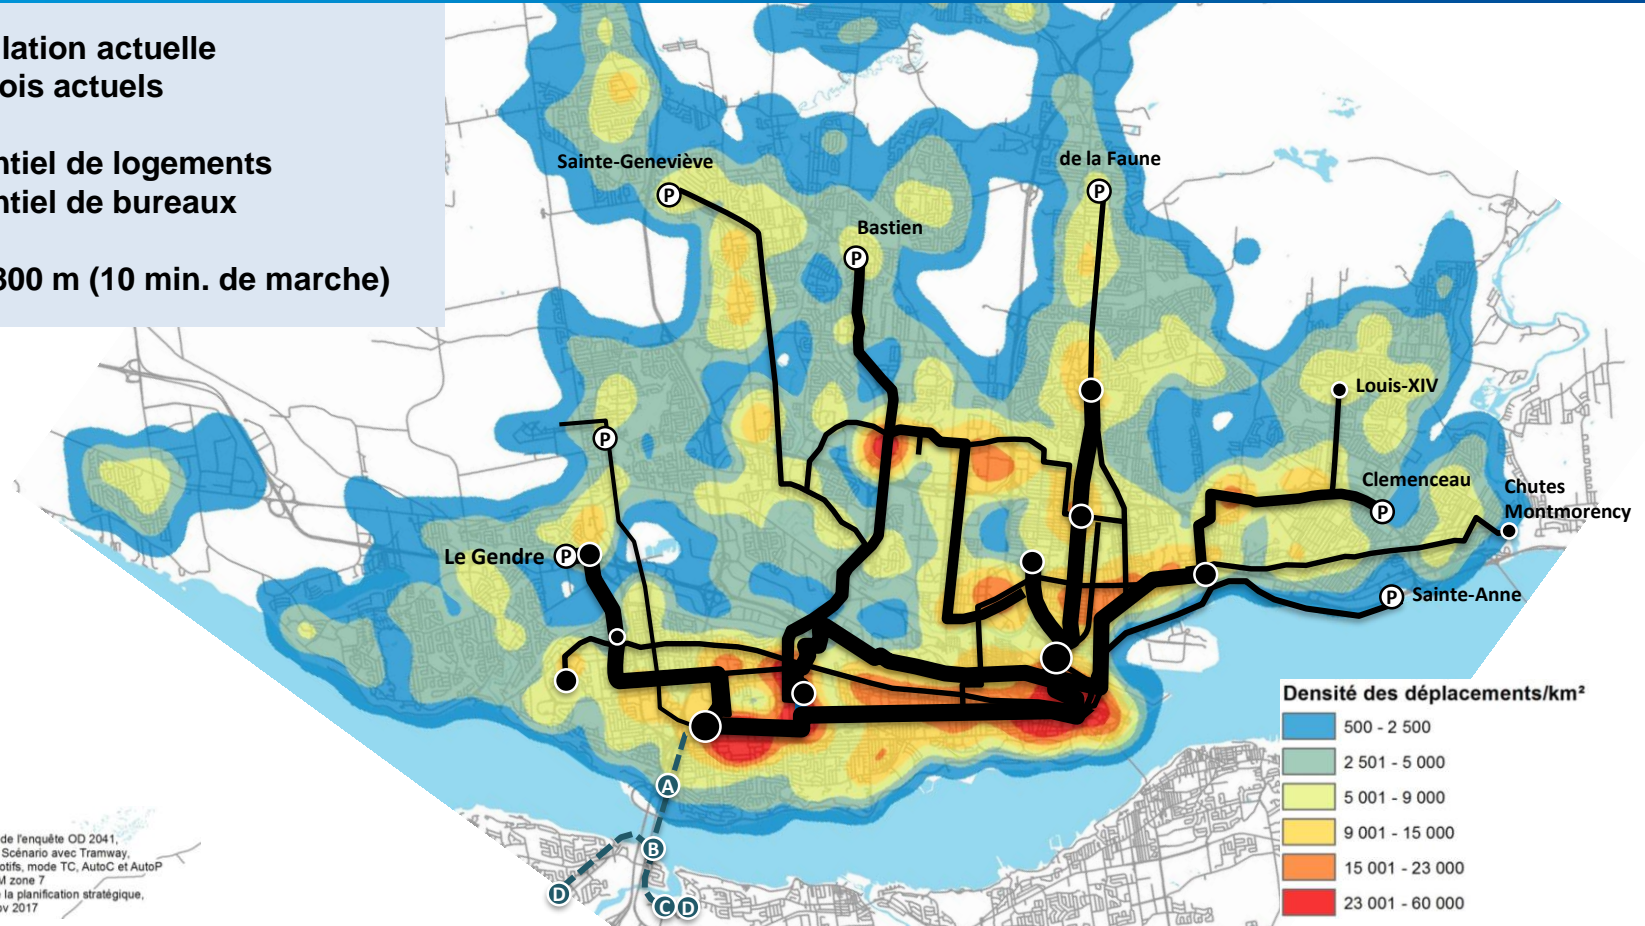 lation actuelle
ois actuels
ntiel de logements
ntiel de bureaux
800 m (10 min. de marche)
Sainte-Geneviève
P
de la Faune
P
Bastien
P
Louis-XIV
P
Clemenceau
P
Chutes
Montmorency
Le Gendre P
P Sainte-Anne
A
B
D
C D
Densité des déplacements/km²
500 - 2 500
2 501 - 5 000
5 001 - 9 000
9 001 - 15 000
15 001 - 23 000
23 001 - 60 000
de l'enquête OD 2041,
Scénario avec Tramway,
otifs, mode TC, AutoC et AutoP
M zone 7
la planification stratégique,
ov 2017